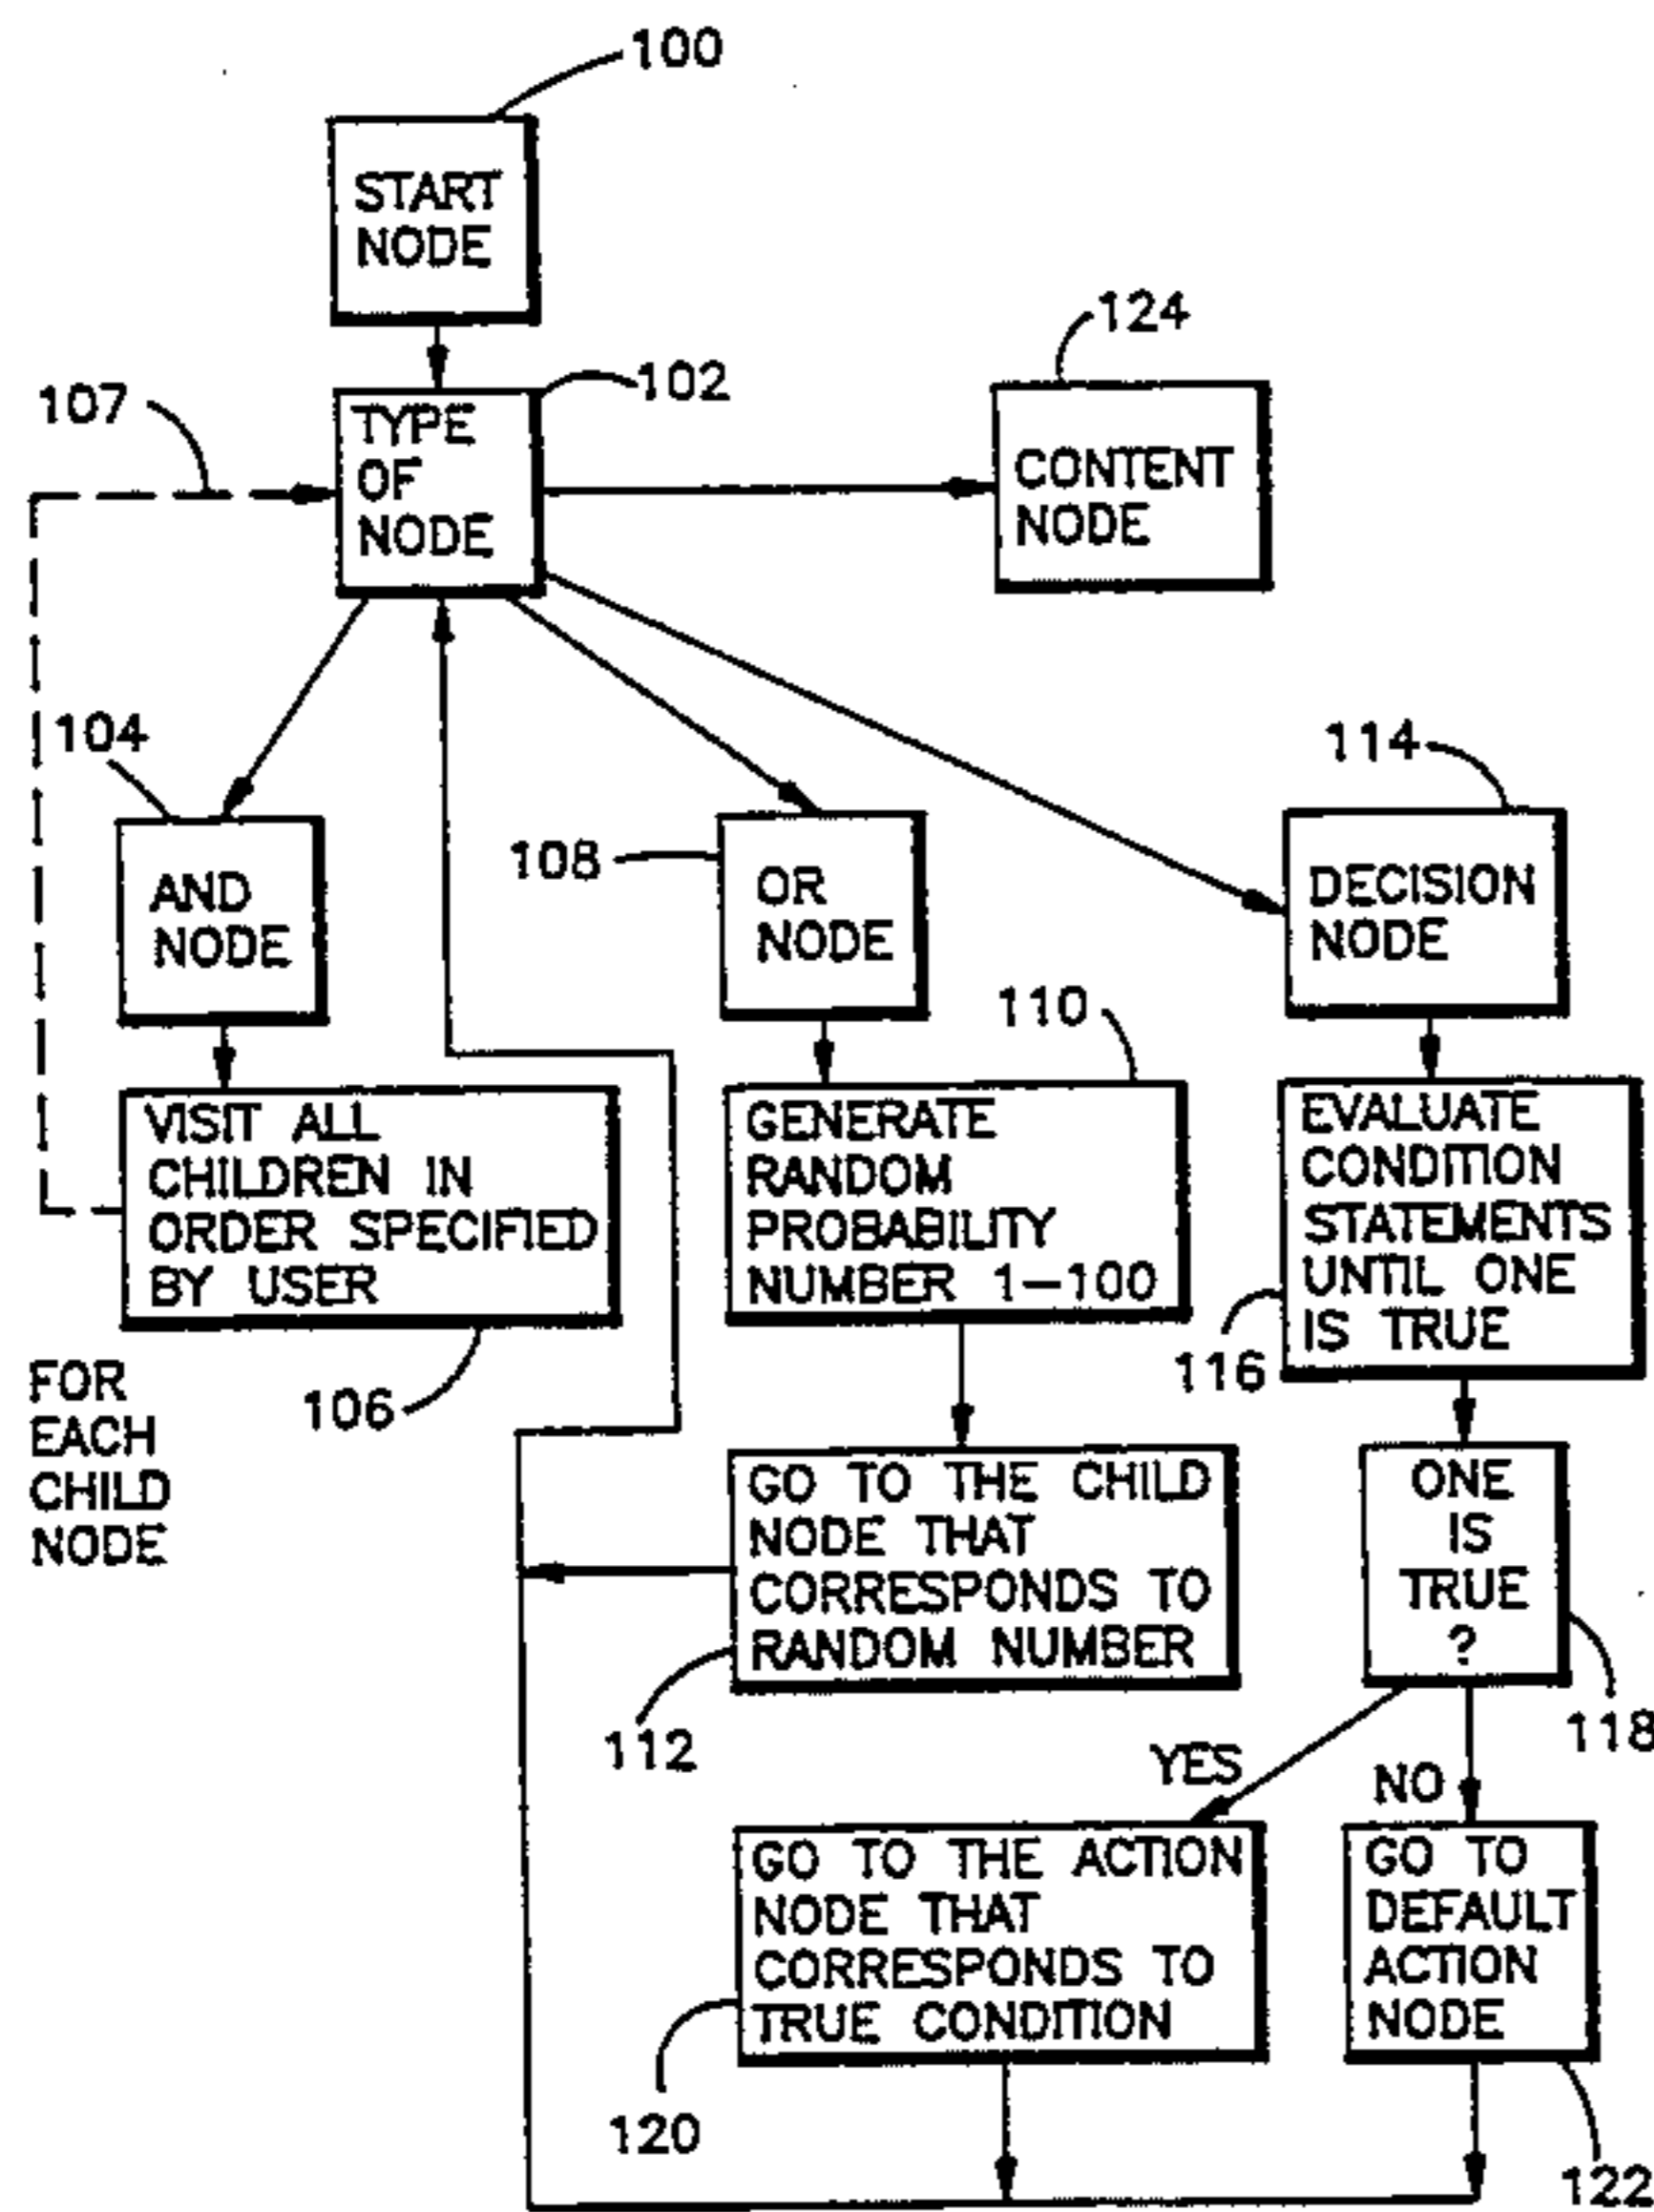 100
START
NODE
124
102
107
TYPE
OF
NODE
CONTENT
NODE
104
114
108
AND
NODE
OR
NODE
DECISION
NODE
110
VISIT ALL
CHILDREN IN
ORDER SPECIFIED
BY USER
GENERATE
RANDOM
PROBABILITY
NUMBER 1-100
EVALUATE
CONDITION
STATEMENTS
UNTIL ONE
IS TRUE
116
106
FOR
EACH
CHILD
NODE
GO TO THE CHILD
NODE THAT
CORRESPONDS TO
RANDOM NUMBER
ONE
IS
TRUE
?
112
118
YES
NO
GO TO THE ACTION
NODE THAT
CORRESPONDS TO
TRUE CONDITION
GO TO
DEFAULT
ACTION
NODE
120
122